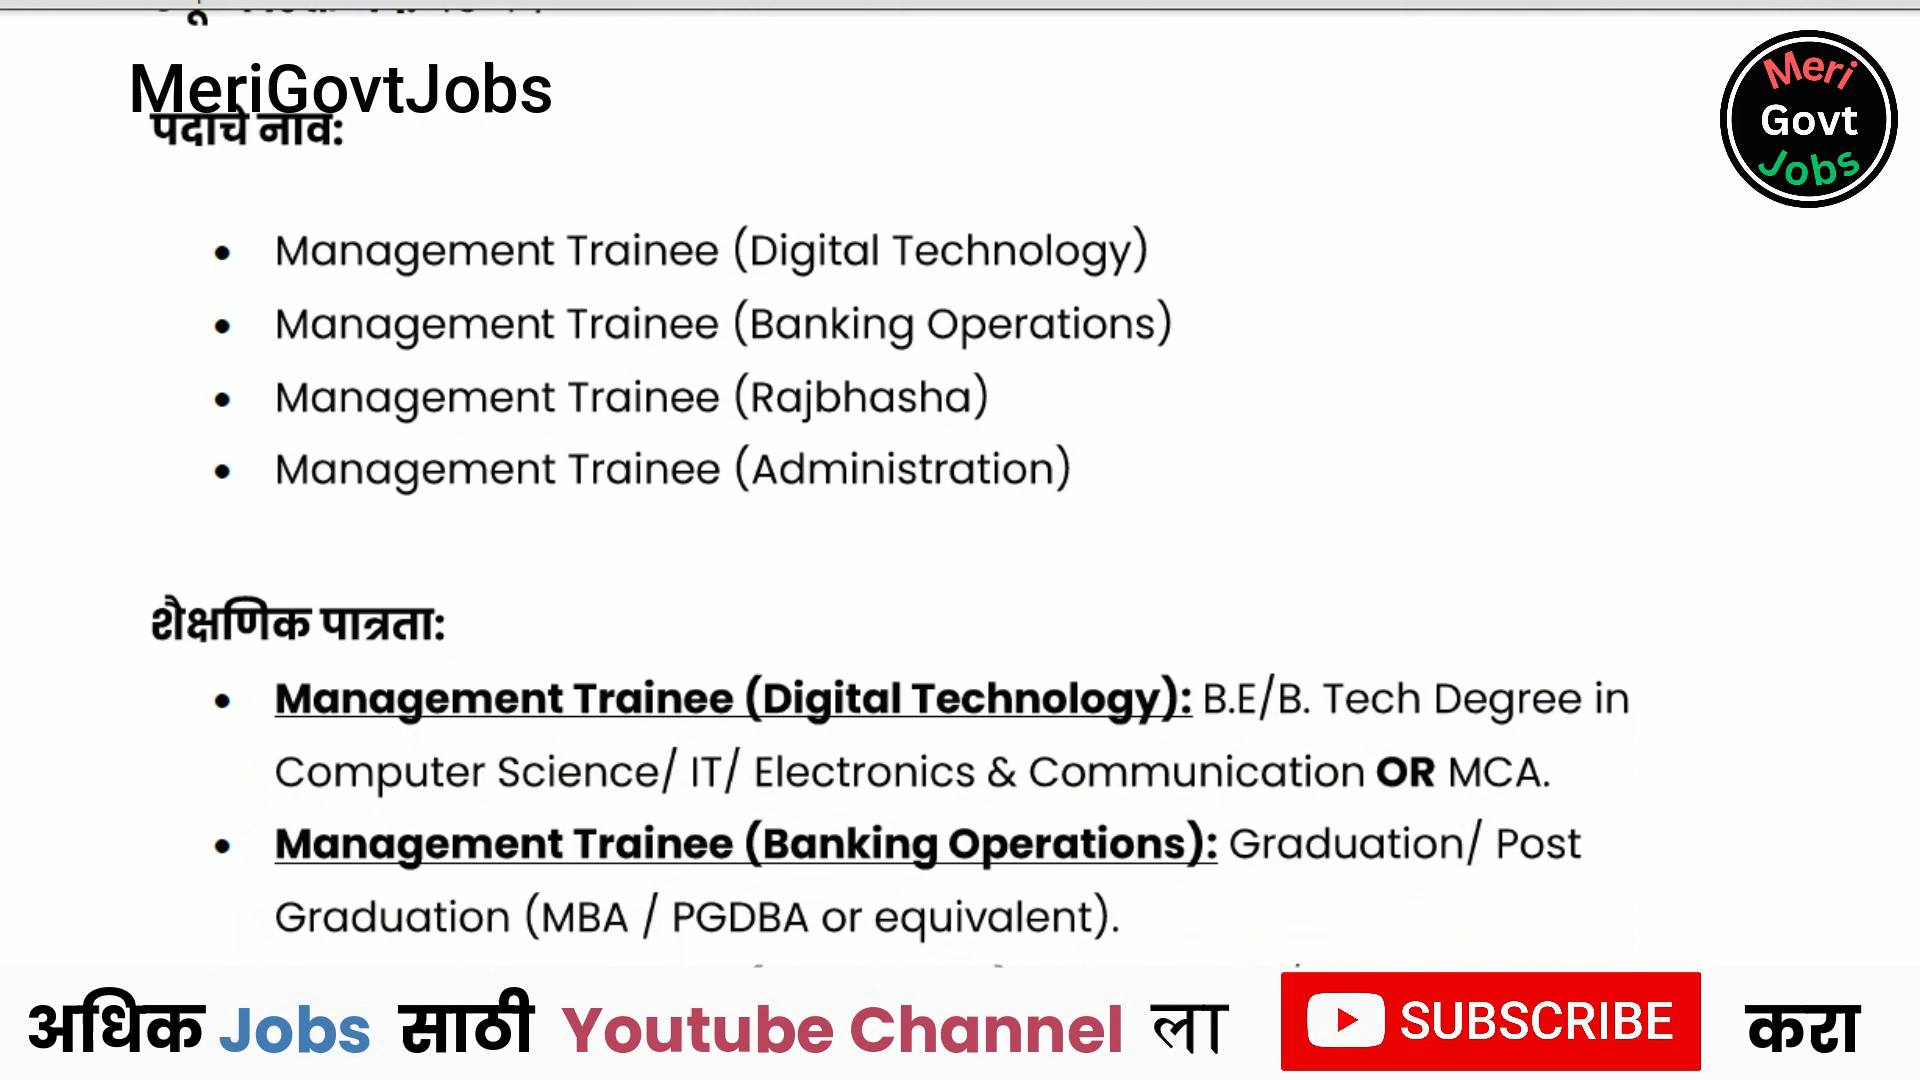 MeriGovtJobs
Meri
Govt
Jobs
पदाचे नाव:
• Management Trainee (Digital Technology)
• Management Trainee (Banking Operations)
• Management Trainee (Rajbhasha)
• Management Trainee (Administration)
शैक्षणिक पात्रता:
• Management Trainee (Digital Technology): B.E/B. Tech Degree in
Computer Science/ IT/ Electronics & Communication OR MCA.
• Management Trainee (Banking Operations): Graduation/ Post
Graduation (MBA / PGDBA or equivalent).
अधिक Jobs साठी Youtube Channel ला SUBSCRIBE करा